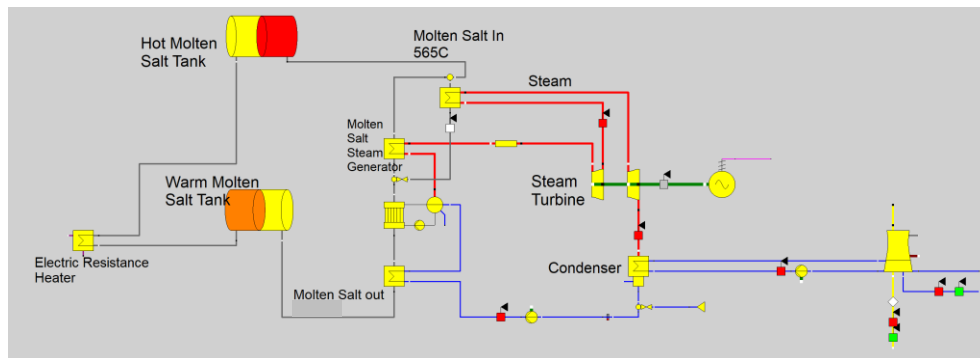 Hot Molten
Salt Tank
Molten Salt In
565C
Steam
Molten
Salt
Steam
Generator
Warm Molten
Salt Tank
Steam
Turbine
Electric Resistance
Heater
Condenser
Molten Salt out